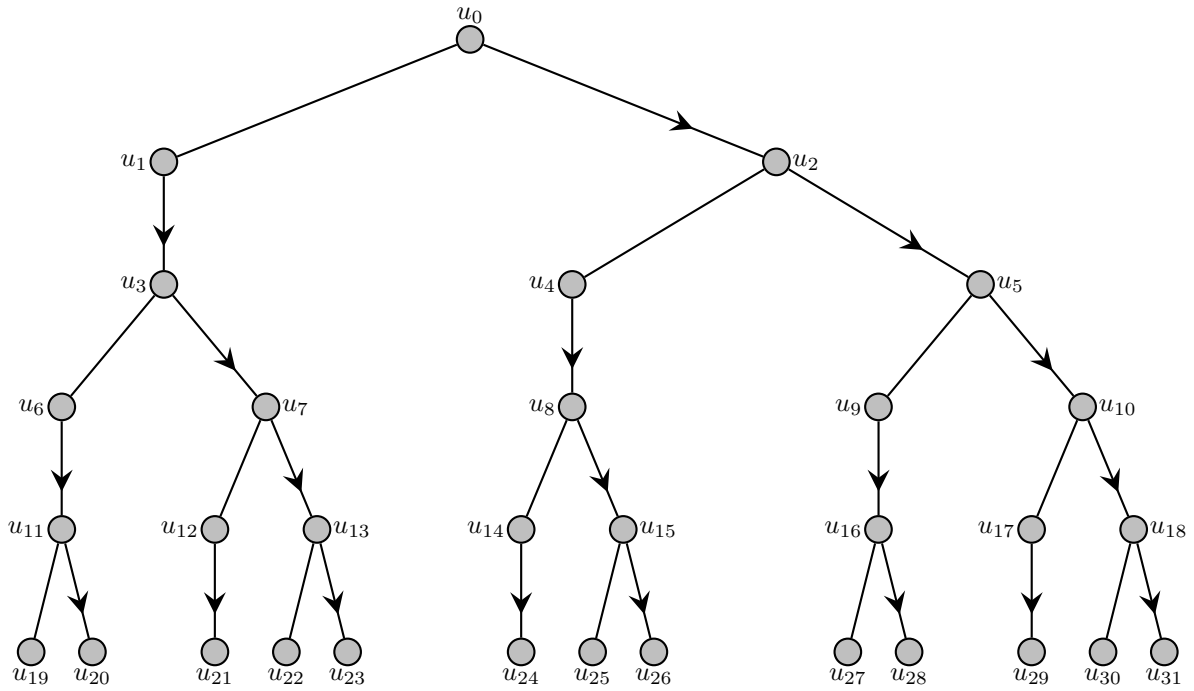 u₀
u₁ u₂
u₃ u₄ u₅
u₆ u₇ u₈ u₉ u₁₀
u₁₁ u₁₂ u₁₃ u₁₄ u₁₅ u₁₆ u₁₇ u₁₈
u₁₉ u₂₀ u₂₁ u₂₂ u₂₃ u₂₄ u₂₅ u₂₆ u₂₇ u₂₈ u₂₉ u₃₀ u₃₁